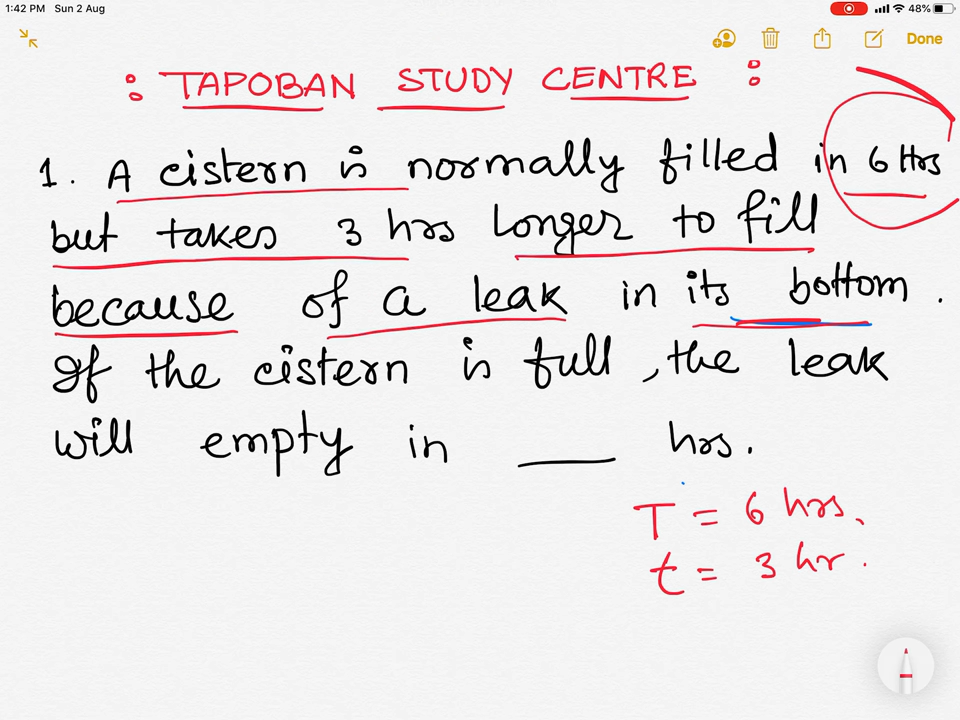 1:42 PM Sun 2 Aug 48%
Done
: TAPOBAN STUDY CENTRE :
1. A cistern is normally filled in 6 Hrs
but takes 3 hrs longer to fill
because of a leak in its bottom.
If the cistern is full, the leak
will empty in ____ hrs.
T = 6 hrs.
t = 3 hr.